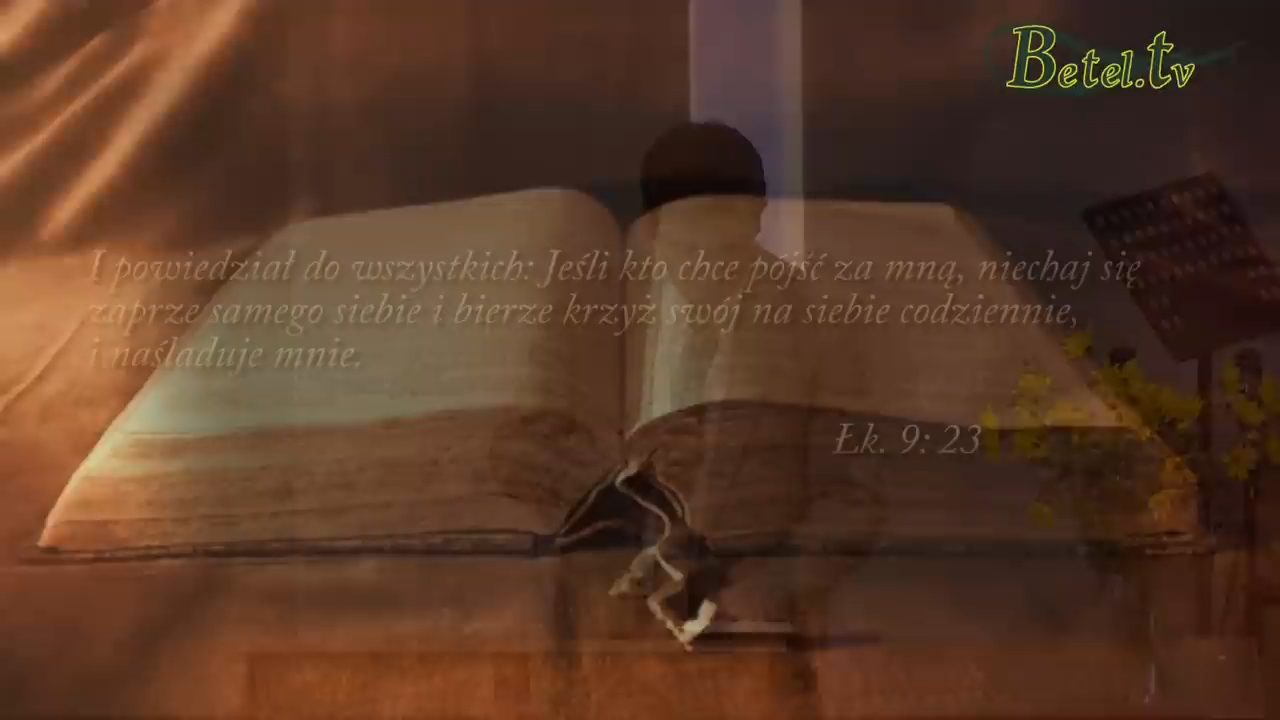 Betel.tv
I powiedział do wszystkich: Jeśli kto chce pójść za mną, niechaj się
zaprze samego siebie i bierze krzyż swój na siebie codziennie,
i naśladuje mnie.
Łk. 9: 23